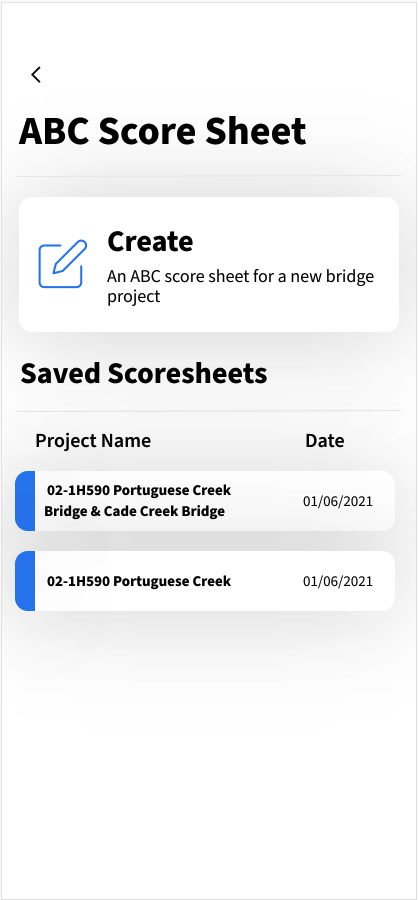 ABC Score Sheet
Create
An ABC score sheet for a new bridge
project
Saved Scoresheets
Project Name Date
02-1H590 Portuguese Creek
Bridge & Cade Creek Bridge
01/06/2021
02-1H590 Portuguese Creek 01/06/2021